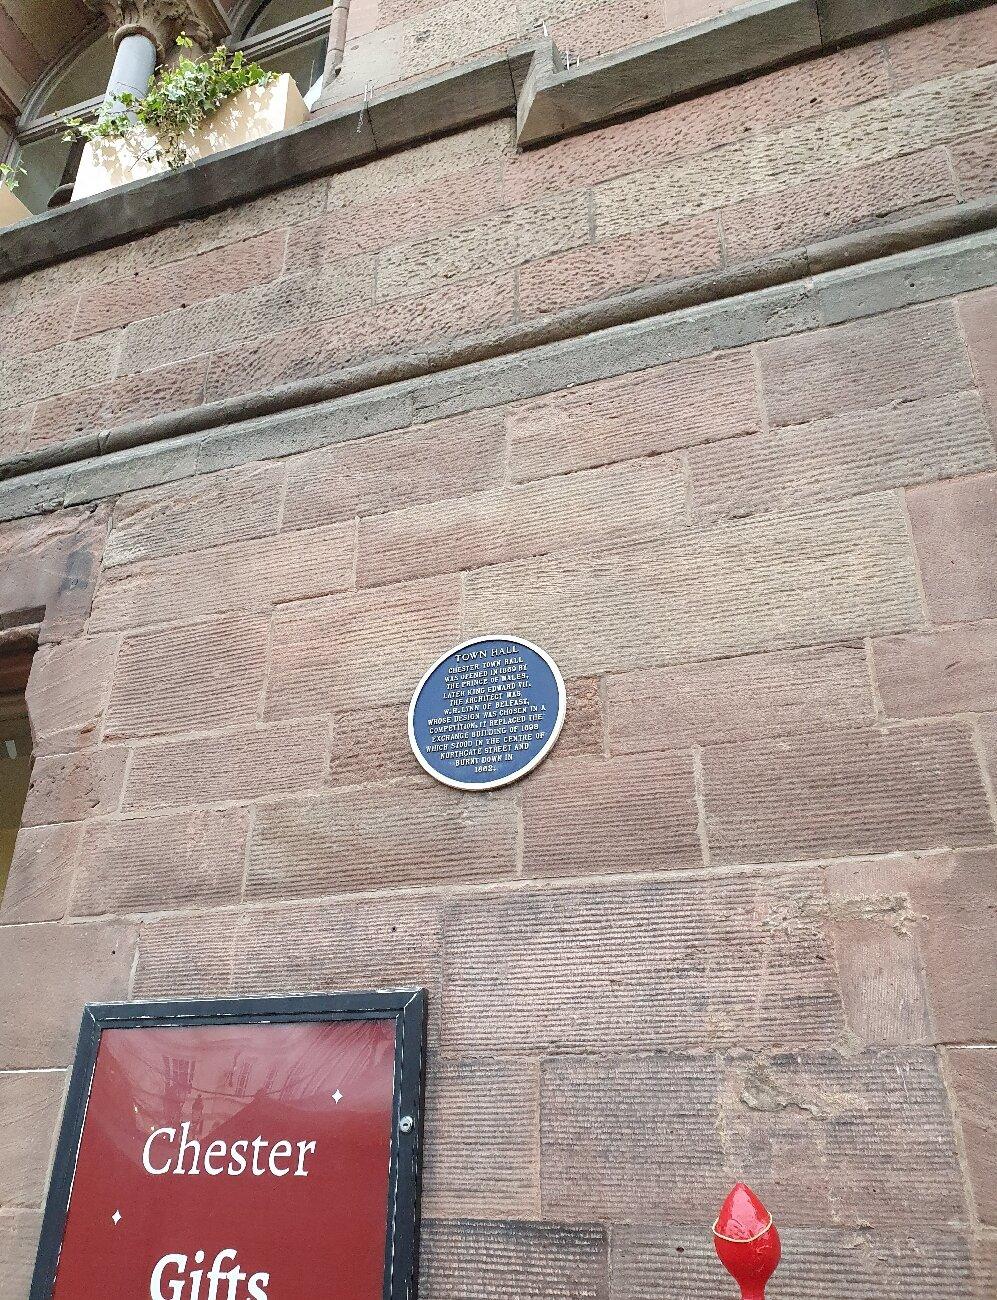 TOWN HALL
CHESTER TOWN HALL
WAS OPENED IN 1869 BY
THE PRINCE OF WALES,
LATER KING EDWARD VII.
THE ARCHITECT WAS
W.H. LYNN OF BELFAST,
WHOSE DESIGN WAS CHOSEN IN A
COMPETITION. IT REPLACED THE
EXCHANGE BUILDING OF 1698
WHICH STOOD IN THE CENTRE OF
NORTHGATE STREET AND
BURNT DOWN IN
1862.
Chester
Gifts